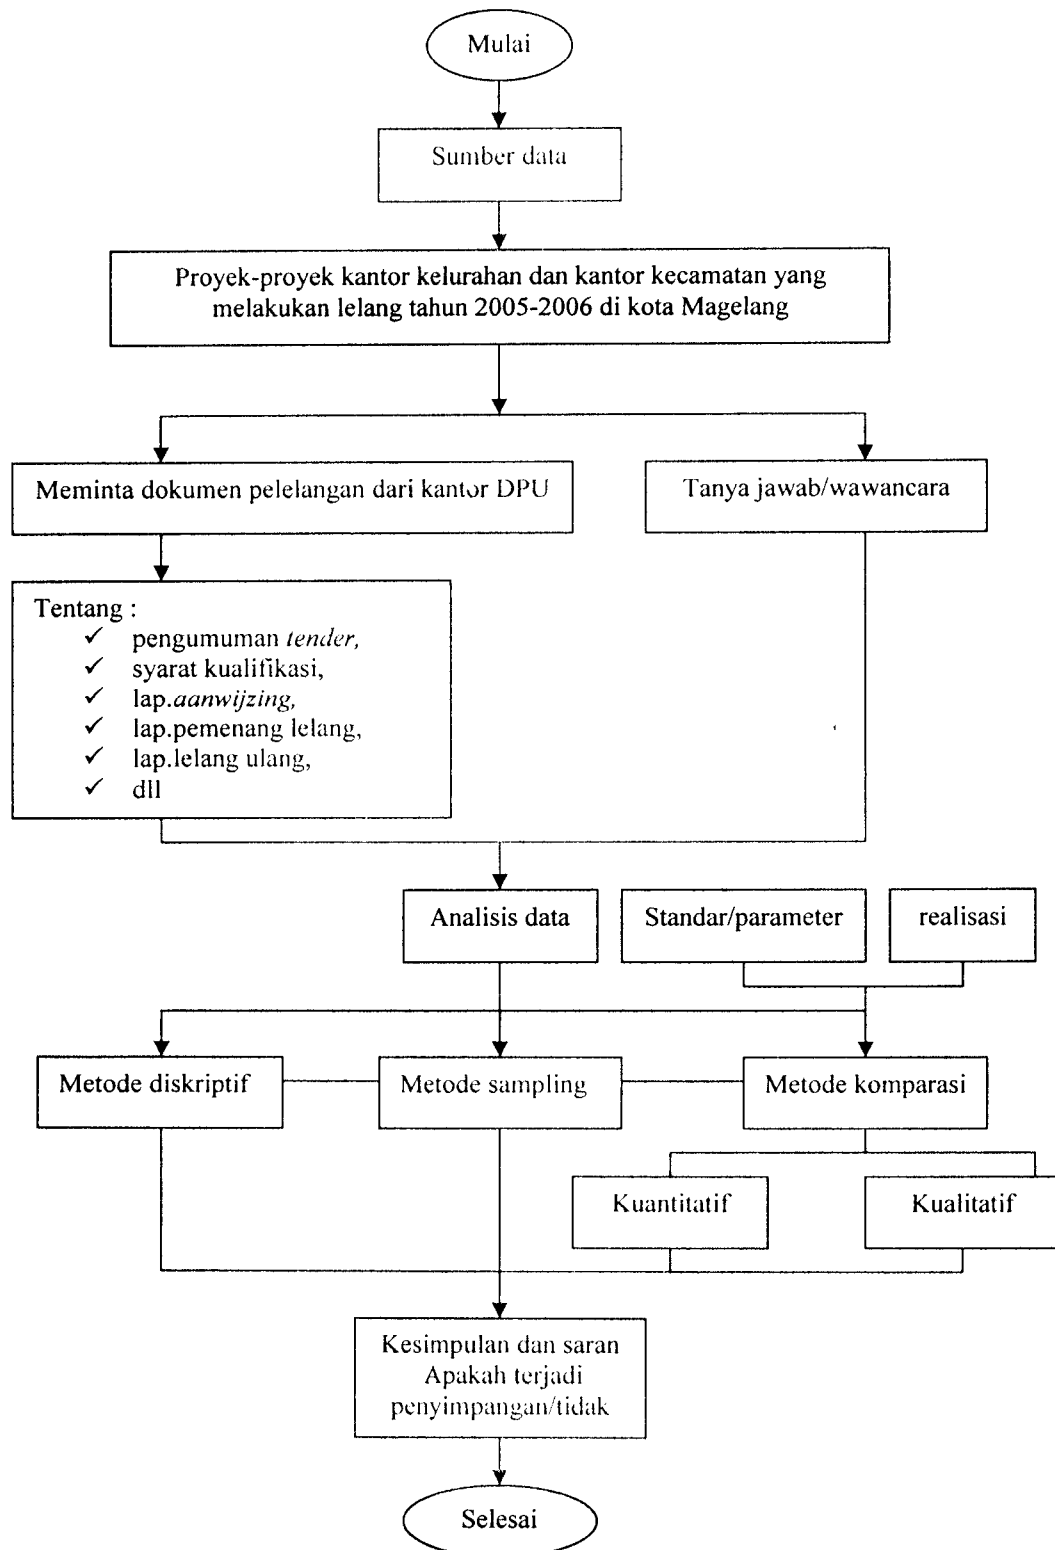 Mulai
Sumber data
Proyek-proyek kantor kelurahan dan kantor kecamatan yang
melakukan lelang tahun 2005-2006 di kota Magelang
Meminta dokumen pelelangan dari kantor DPU
Tanya jawab/wawancara
Tentang :
✓ pengumuman tender,
✓ syarat kualifikasi,
✓ lap.aanwijzing,
✓ lap.pemenang lelang,
✓ lap.lelang ulang,
✓ dll
Analisis data
Standar/parameter
realisasi
Metode diskriptif
Metode sampling
Metode komparasi
Kuantitatif
Kualitatif
Kesimpulan dan saran
Apakah terjadi
penyimpangan/tidak
Selesai